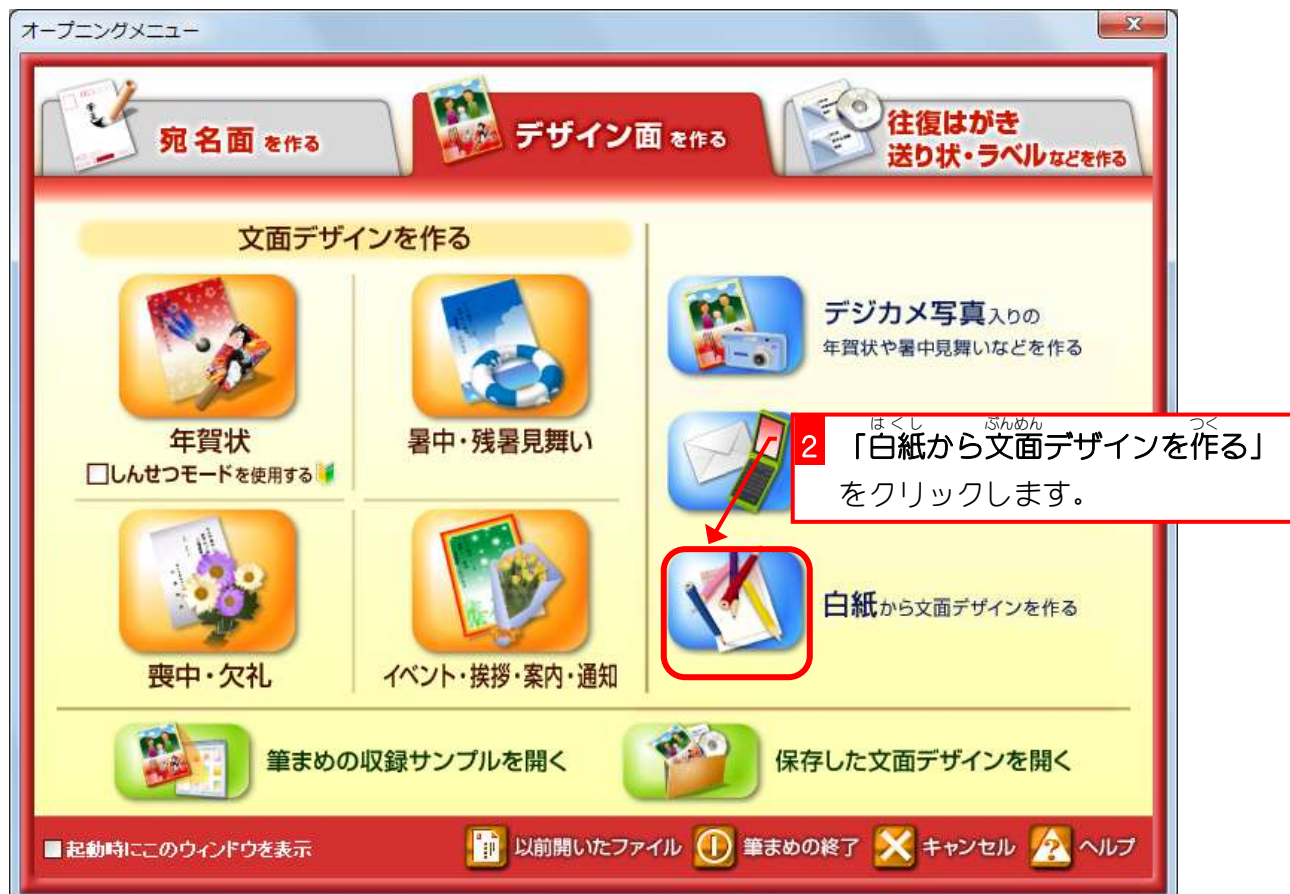 オープニングメニュー
宛名面 を作る
デザイン面 を作る
往復はがき
送り状・ラベルなどを作る
文面デザインを作る
年賀状
しんせつモードを使用する
暑中・残暑見舞い
喪中・欠礼
イベント・挨拶・案内・通知
デジカメ写真入りの
年賀状や暑中見舞いなどを作る
はくし ぶんめん つく
2 「白紙から文面デザインを作る」
をクリックします。
白紙から文面デザインを作る
筆まめの収録サンプルを開く
保存した文面デザインを開く
起動時にこのウィンドウを表示
以前開いたファイル
筆まめの終了
キャンセル
ヘルプ